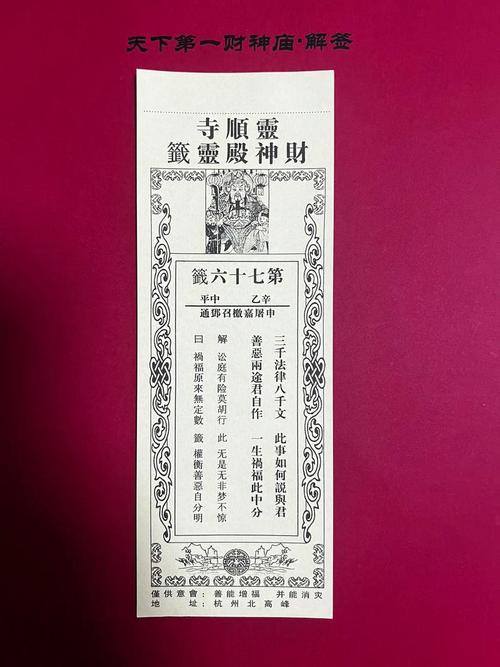 天下第一财神庙·解签
靈順寺
財神殿靈籤
第七十六籤
辛乙 中平
申屠嘉檄召鄧通
三千法律八千文 此事如何説與君
善惡兩途君自作 一生禍福此中分
解 訟庭有险莫胡行 此 无是无非梦不惊
曰 禍福原來無定數 籤 權衡善惡自分明
僅供意會：善能增福 并能消灾
地址：杭州北高峰